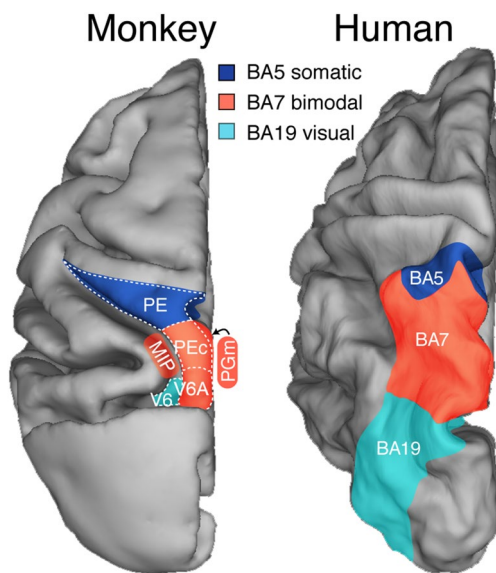 Monkey
Human
BA5 somatic
BA7 bimodal
BA19 visual
PE
MIP
PEc
PGm
V6
V6A
BA5
BA7
BA19